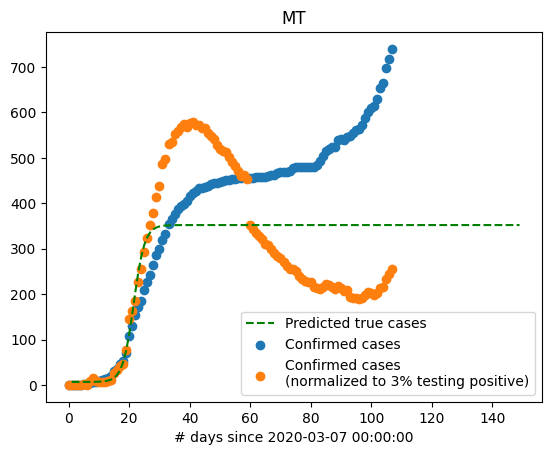 MT
700
600
500
400
300
200
100
0
Predicted true cases
Confirmed cases
Confirmed cases
(normalized to 3% testing positive)
0 20 40 60 80 100 120 140
# days since 2020-03-07 00:00:00